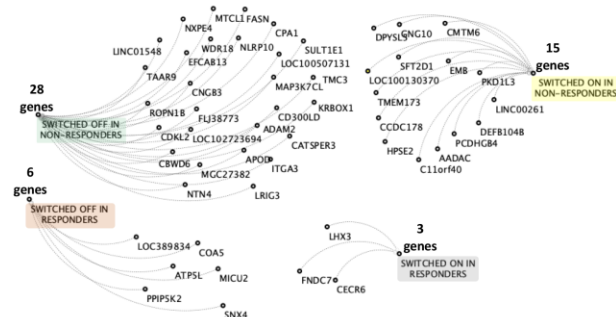 28
genes
SWITCHED OFF IN
NON-RESPONDERS
NXPE4
MTCL1
FASN
CPA1
LINC01548
WDR18
NLRP10
SULT1E1
EFCAB13
LOC100507131
TAAR9
CNGB3
MAP3K7CL
TMC3
ROPN1B
FLJ38773
CD300LD
KRBOX1
CDKL2
LOC102723694
ADAM2
CATSPER3
CBWD6
MGC27382
APOD
ITGA3
NTN4
LRIG3
15
genes
SWITCHED ON IN
NON-RESPONDERS
DPYSL3
GNG10
CMTM6
SFT2D1
EMB
LOC100130370
PKD1L3
TMEM173
LINC00261
CCDC178
DEFB104B
HPSE2
PCDHGB4
AADAC
C11orf40
6
genes
SWITCHED OFF IN
RESPONDERS
LOC389834
COA5
ATP5L
MICU2
PPIP5K2
SNX4
3
genes
SWITCHED ON IN
RESPONDERS
LHX3
FNDC7
CECR6